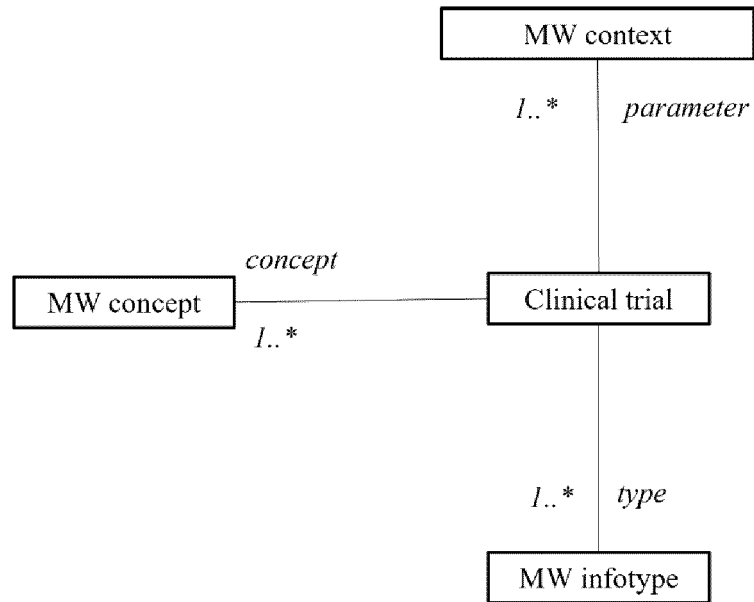 MW context
1..* parameter
concept
MW concept
Clinical trial
1..*
1..* type
MW infotype